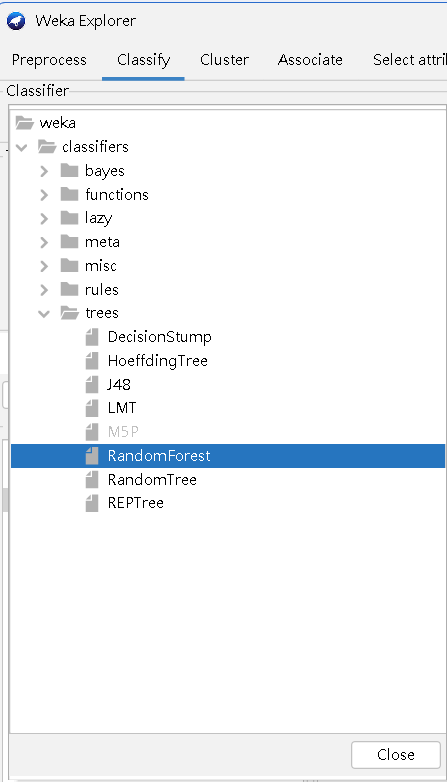 Weka Explorer
Preprocess Classify Cluster Associate Select attri
Classifier
weka
classifiers
bayes
functions
lazy
meta
misc
rules
trees
DecisionStump
HoeffdingTree
J48
LMT
M5P
RandomForest
RandomTree
REPTree
Close